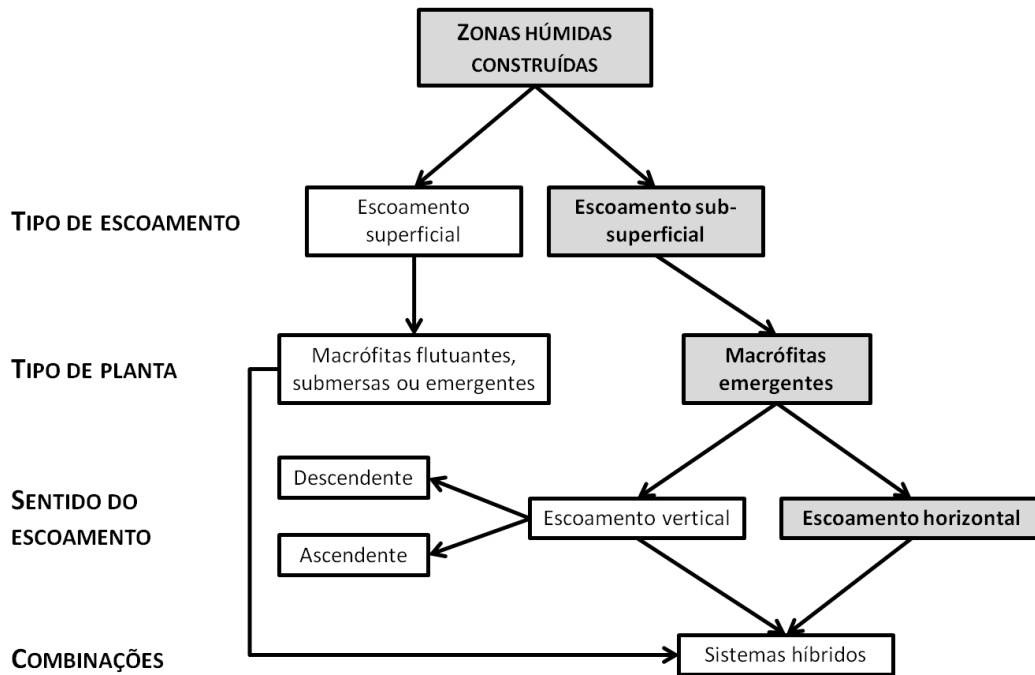 ZONAS HÚMIDAS
CONSTRUÍDAS
TIPO DE ESCOAMENTO
Escoamento
superficial
Escoamento sub-
superficial
TIPO DE PLANTA
Macrófitas flutuantes,
submersas ou emergentes
Macrófitas
emergentes
SENTIDO DO
ESCOAMENTO
Descendente
Ascendente
Escoamento vertical
Escoamento horizontal
COMBINAÇÕES
Sistemas híbridos